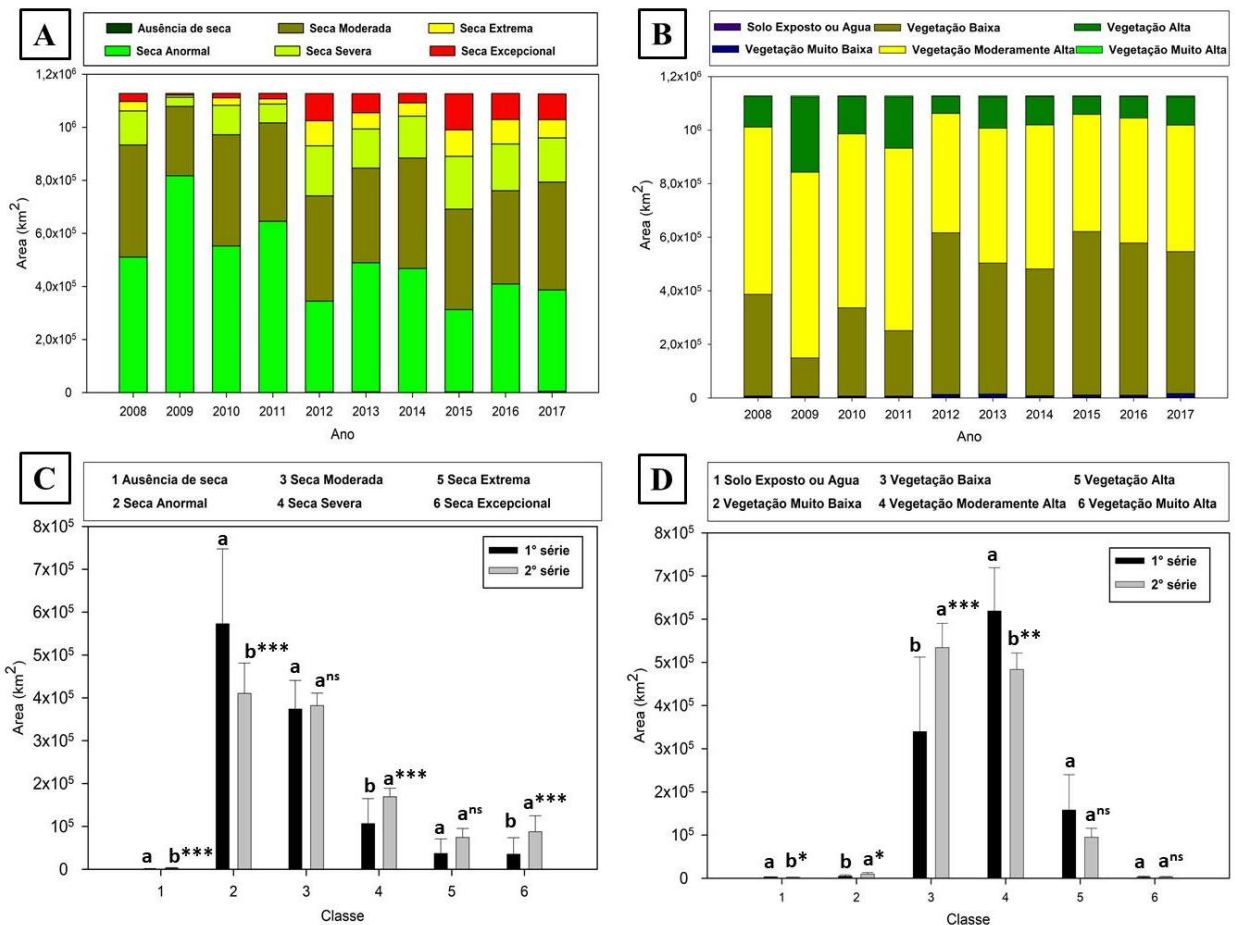 A
Ausência de seca Seca Moderada Seca Extrema
Seca Anormal Seca Severa Seca Excepcional
1,2x10⁶
10⁶
8,0x10⁵
6,0x10⁵
4,0x10⁵
2,0x10⁵
0
Area (km²)
2008 2009 2010 2011 2012 2013 2014 2015 2016 2017
Ano
B
Solo Exposto ou Agua Vegetação Baixa Vegetação Alta
Vegetação Muito Baixa Vegetação Moderamente Alta Vegetação Muito Alta
1,2x10⁶
10⁶
8,0x10⁵
6,0x10⁵
4,0x10⁵
2,0x10⁵
0
Area (km²)
2008 2009 2010 2011 2012 2013 2014 2015 2016 2017
Ano
C
1 Ausência de seca 3 Seca Moderada 5 Seca Extrema
2 Seca Anormal 4 Seca Severa 6 Seca Excepcional
8x10⁵
7x10⁵
6x10⁵
5x10⁵
4x10⁵
3x10⁵
2x10⁵
10⁵
0
Area (km²)
1° série
2° série
a b***
a b***
a aⁿˢ
b a***
a aⁿˢ
b a***
1 2 3 4 5 6
Classe
D
1 Solo Exposto ou Agua 3 Vegetação Baixa 5 Vegetação Alta
2 Vegetação Muito Baixa 4 Vegetação Moderamente Alta 6 Vegetação Muito Alta
8x10⁵
7x10⁵
6x10⁵
5x10⁵
4x10⁵
3x10⁵
2x10⁵
10⁵
0
Area (km²)
1° série
2° série
a b*
b a*
b a***
a b**
a aⁿˢ
a aⁿˢ
1 2 3 4 5 6
Classe